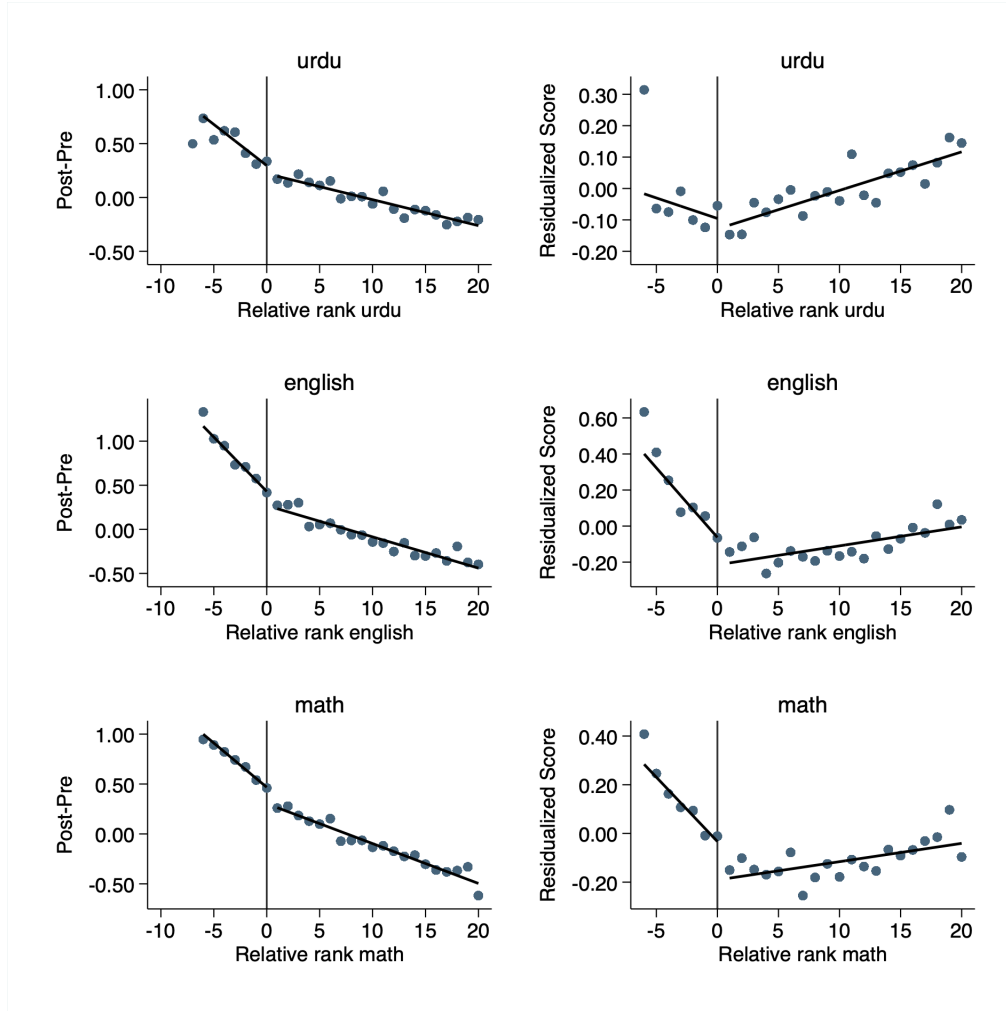 urdu
Post-Pre
1.00
0.50
0.00
-0.50
-10 -5 0 5 10 15 20
Relative rank urdu
urdu
Residualized Score
0.30
0.20
0.10
0.00
-0.10
-0.20
-5 0 5 10 15 20
Relative rank urdu
english
Post-Pre
1.00
0.50
0.00
-0.50
-10 -5 0 5 10 15 20
Relative rank english
english
Residualized Score
0.60
0.40
0.20
0.00
-0.20
-5 0 5 10 15 20
Relative rank english
math
Post-Pre
1.00
0.50
0.00
-0.50
-10 -5 0 5 10 15 20
Relative rank math
math
Residualized Score
0.40
0.20
0.00
-0.20
-5 0 5 10 15 20
Relative rank math